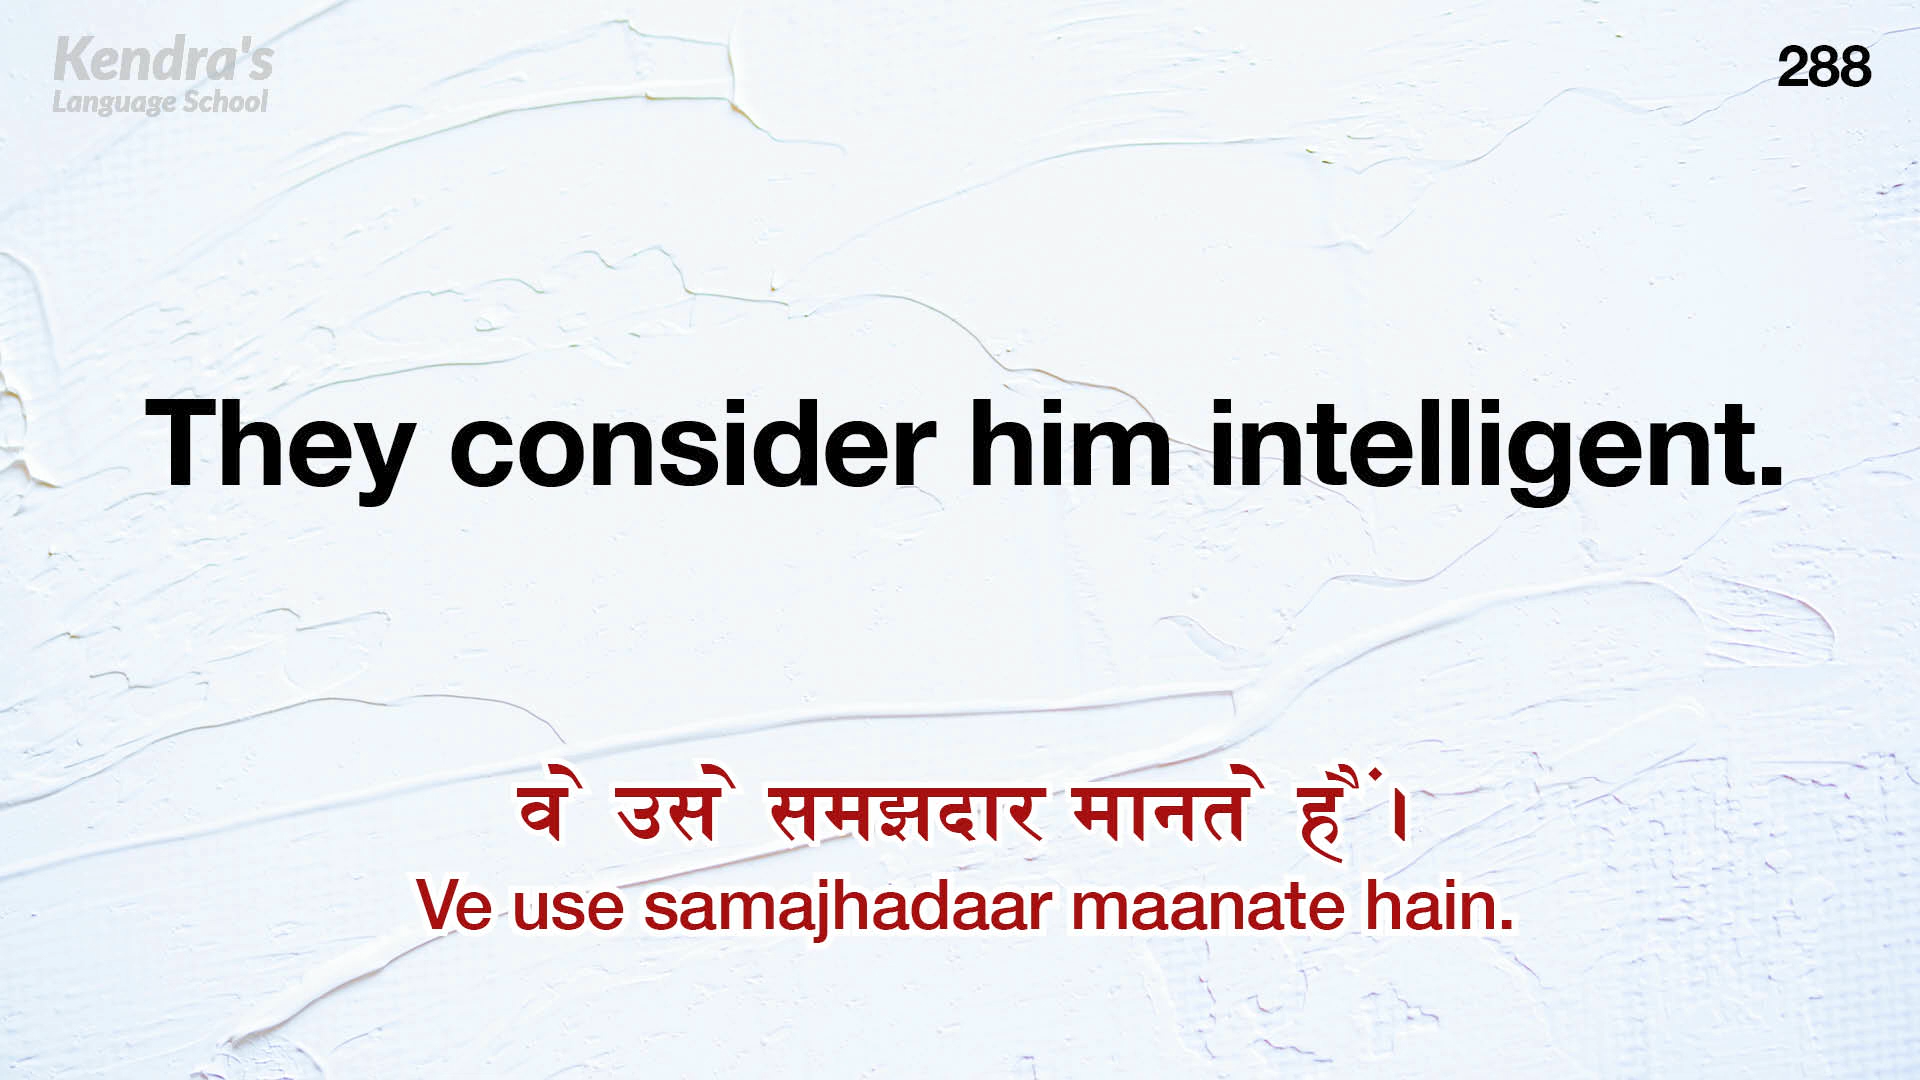 Kendra's
Language School
288
They consider him intelligent.
वे उसे समझदार मानते हैं।
Ve use samajhadaar maanate hain.